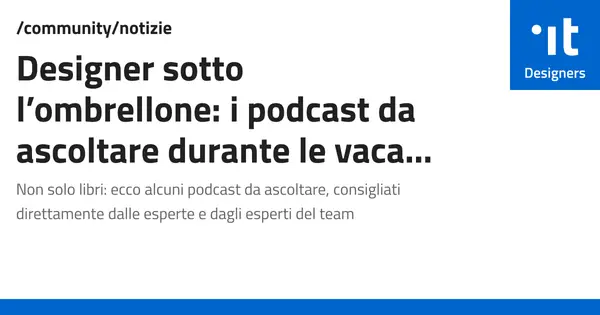 /community/notizie
Designer sotto
l’ombrellone: i podcast da
ascoltare durante le vaca...
Non solo libri: ecco alcuni podcast da ascoltare, consigliati
direttamente dalle esperte e dagli esperti del team
·it
Designers